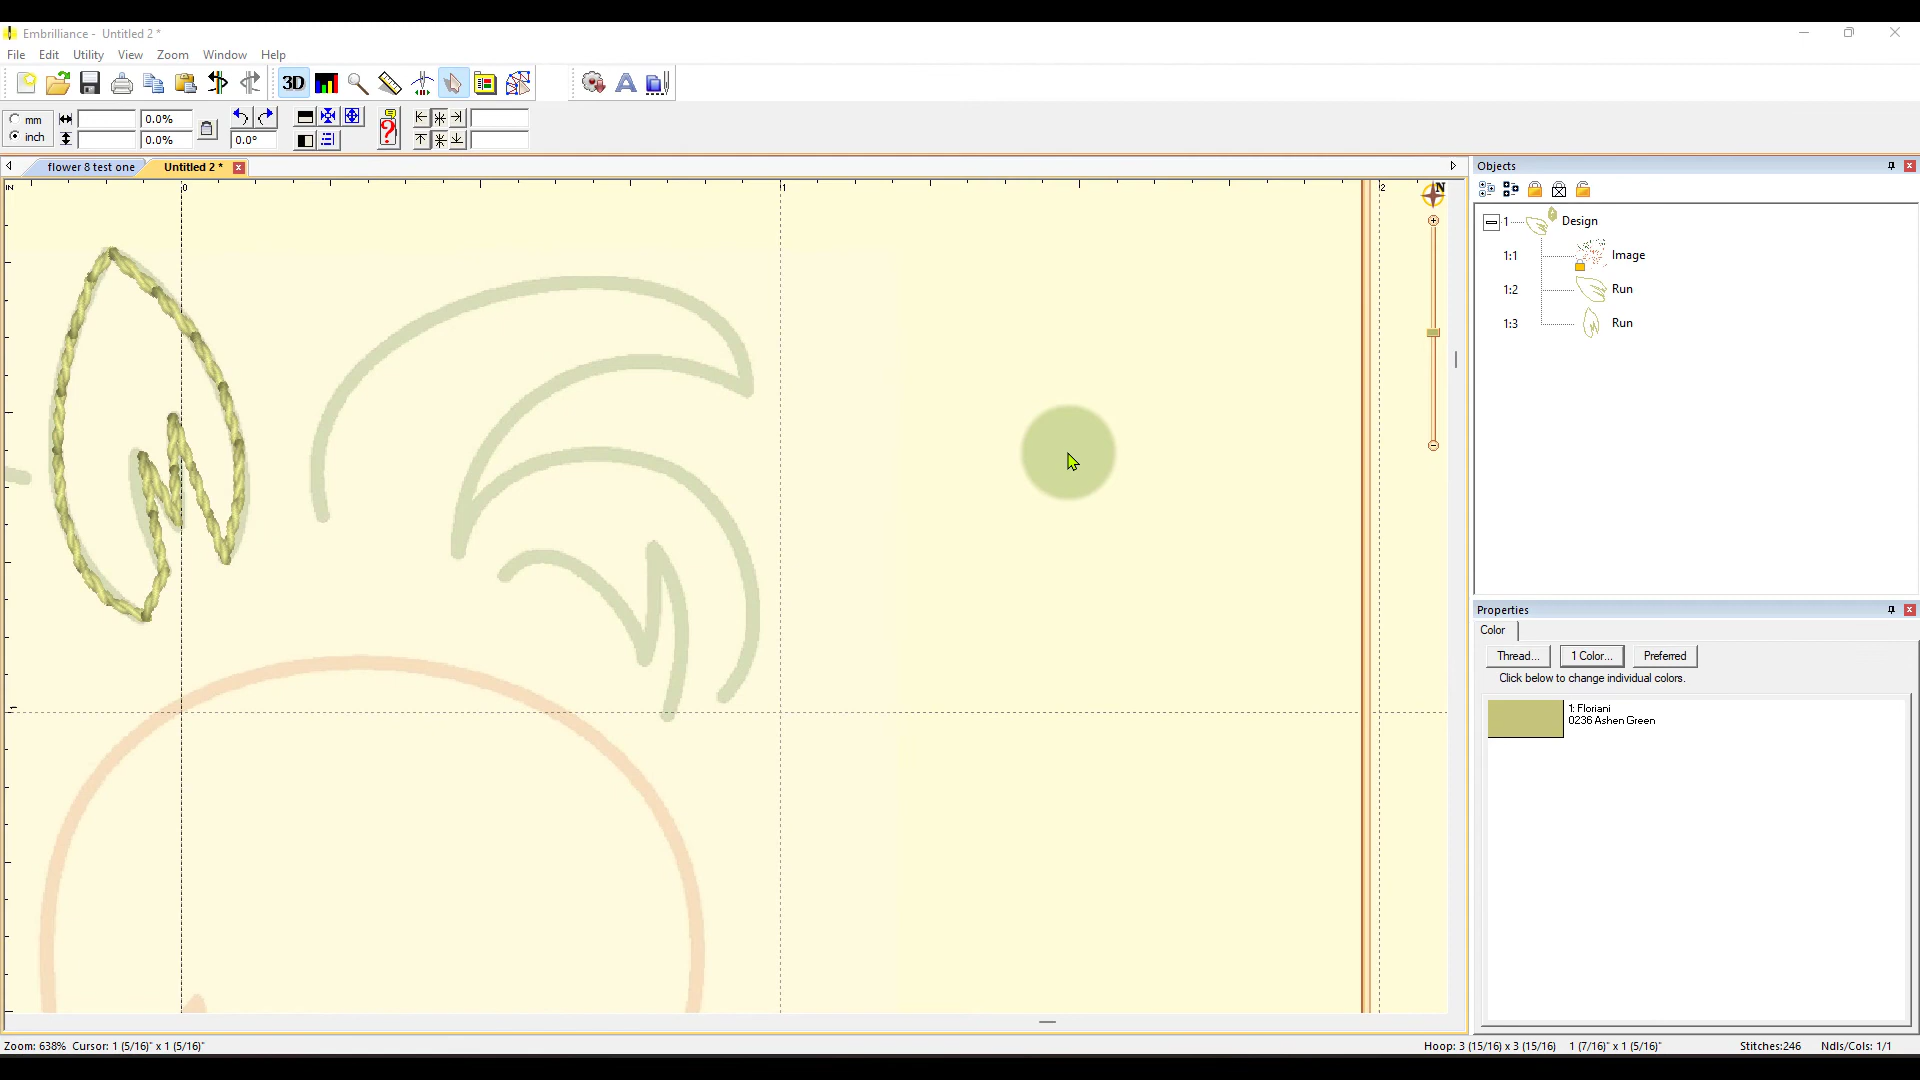 Embrilliance - Untitled 2 *
File Edit Utility View Zoom Window Help
3D
mm 0.0%
inch 0.0% 0.0°
flower 8 test one Untitled 2 *
IN 0 1 2
N
1
Objects
1 Design
1:1 Image
1:2 Run
1:3 Run
Properties
Color
Thread... 1 Color... Preferred
Click below to change individual colors.
1: Floriani
0236 Ashen Green
Zoom: 638% Cursor: 1 (5/16)" x 1 (5/16)" Hoop: 3 (15/16) x 3 (15/16) 1 (7/16)" x 1 (5/16)" Stitches:246 Ndls/Cols: 1/1